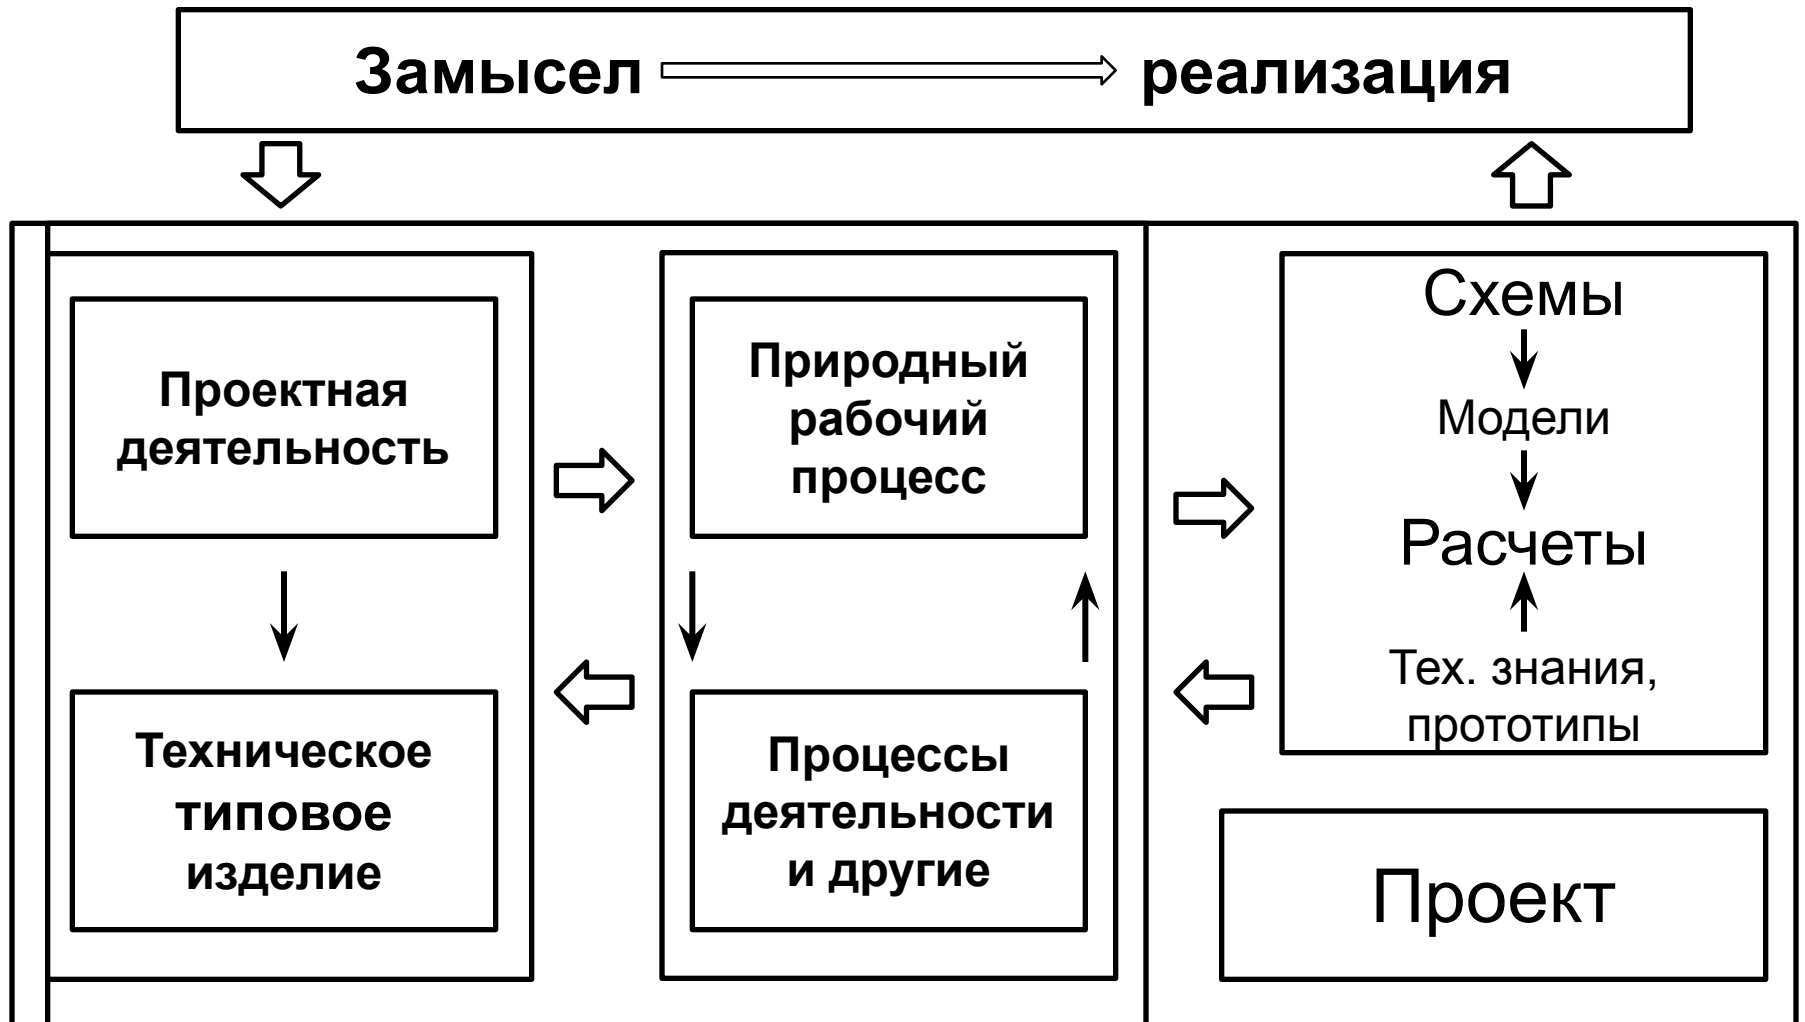 Замысел реализация
Проектная
деятельность
Техническое
типовое
изделие
Природный
рабочий
процесс
Процессы
деятельности
и другие
Схемы
Модели
Расчеты
Тех. знания,
прототипы
Проект